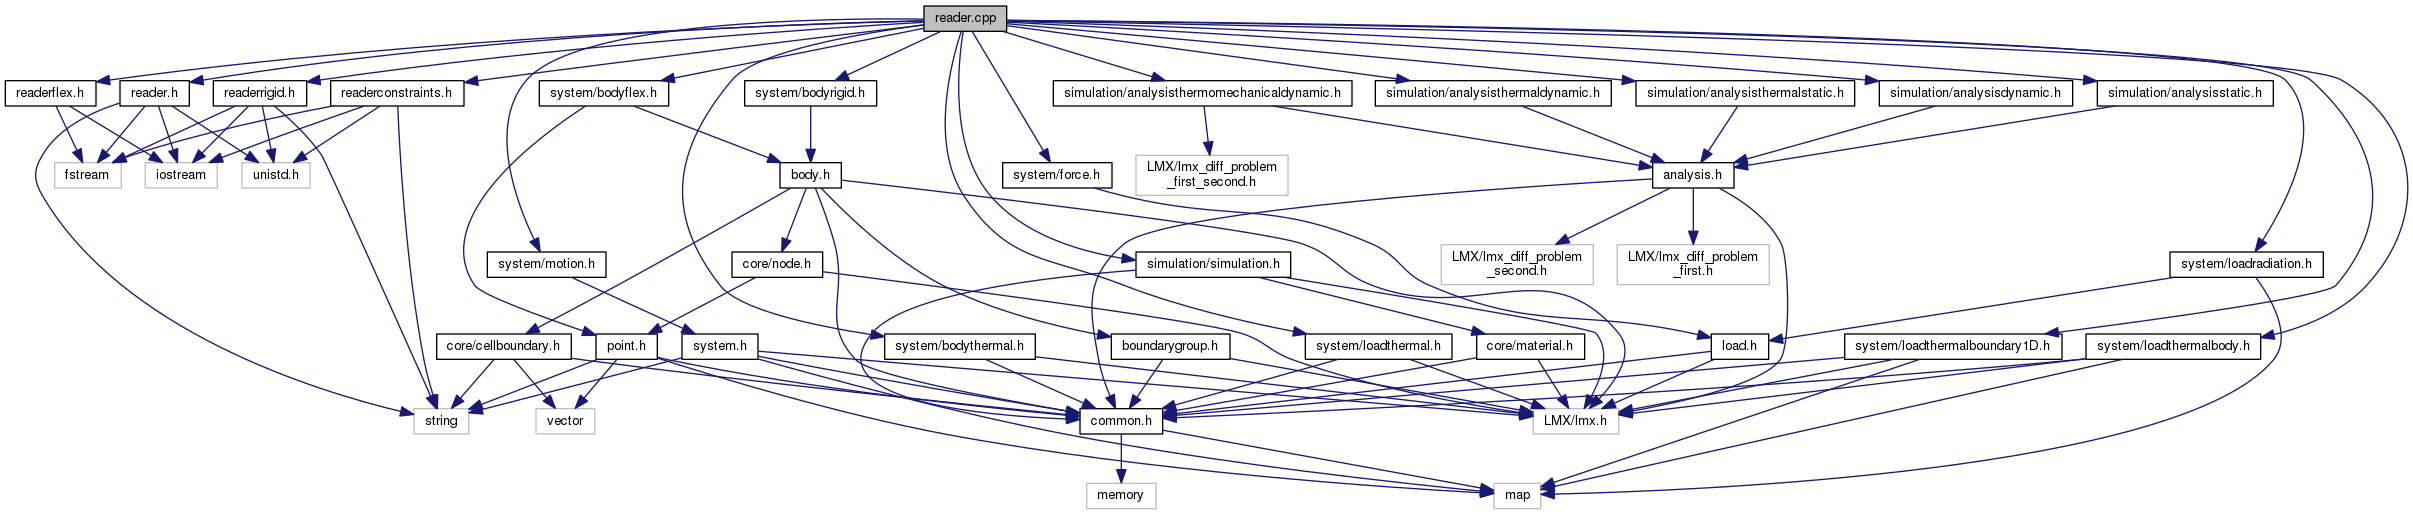 reader.cpp
readerflex.h
reader.h
readerrigid.h
readerconstraints.h
system/bodyflex.h
system/bodyrigid.h
simulation/analysisthermomechanicaldynamic.h
simulation/analysisthermaldynamic.h
simulation/analysisthermalstatic.h
simulation/analysisdynamic.h
simulation/analysisstatic.h
fstream
iostream
unistd.h
body.h
system/force.h
LMX/lmx_diff_problem
_first_second.h
analysis.h
system/motion.h
core/node.h
simulation/simulation.h
LMX/lmx_diff_problem
_second.h
LMX/lmx_diff_problem
_first.h
system/loadradiation.h
core/cellboundary.h
point.h
system.h
system/bodythermal.h
boundarygroup.h
system/loadthermal.h
core/material.h
load.h
system/loadthermalboundary1D.h
system/loadthermalbody.h
string
vector
common.h
LMX/lmx.h
memory
map